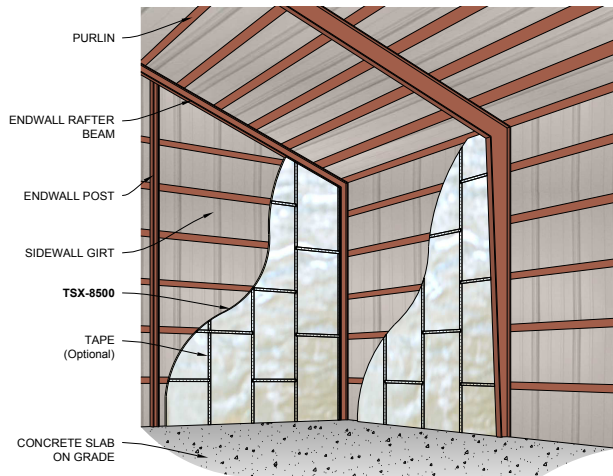 PURLIN
ENDWALL RAFTER
BEAM
ENDWALL POST
SIDEWALL GIRT
TSX-8500
TAPE
(Optional)
CONCRETE SLAB
ON GRADE